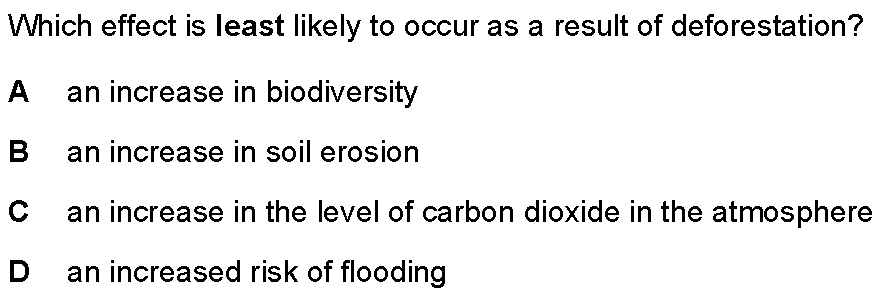 Which effect is least likely to occur as a result of deforestation?
A an increase in biodiversity
B an increase in soil erosion
C an increase in the level of carbon dioxide in the atmosphere
D an increased risk of flooding